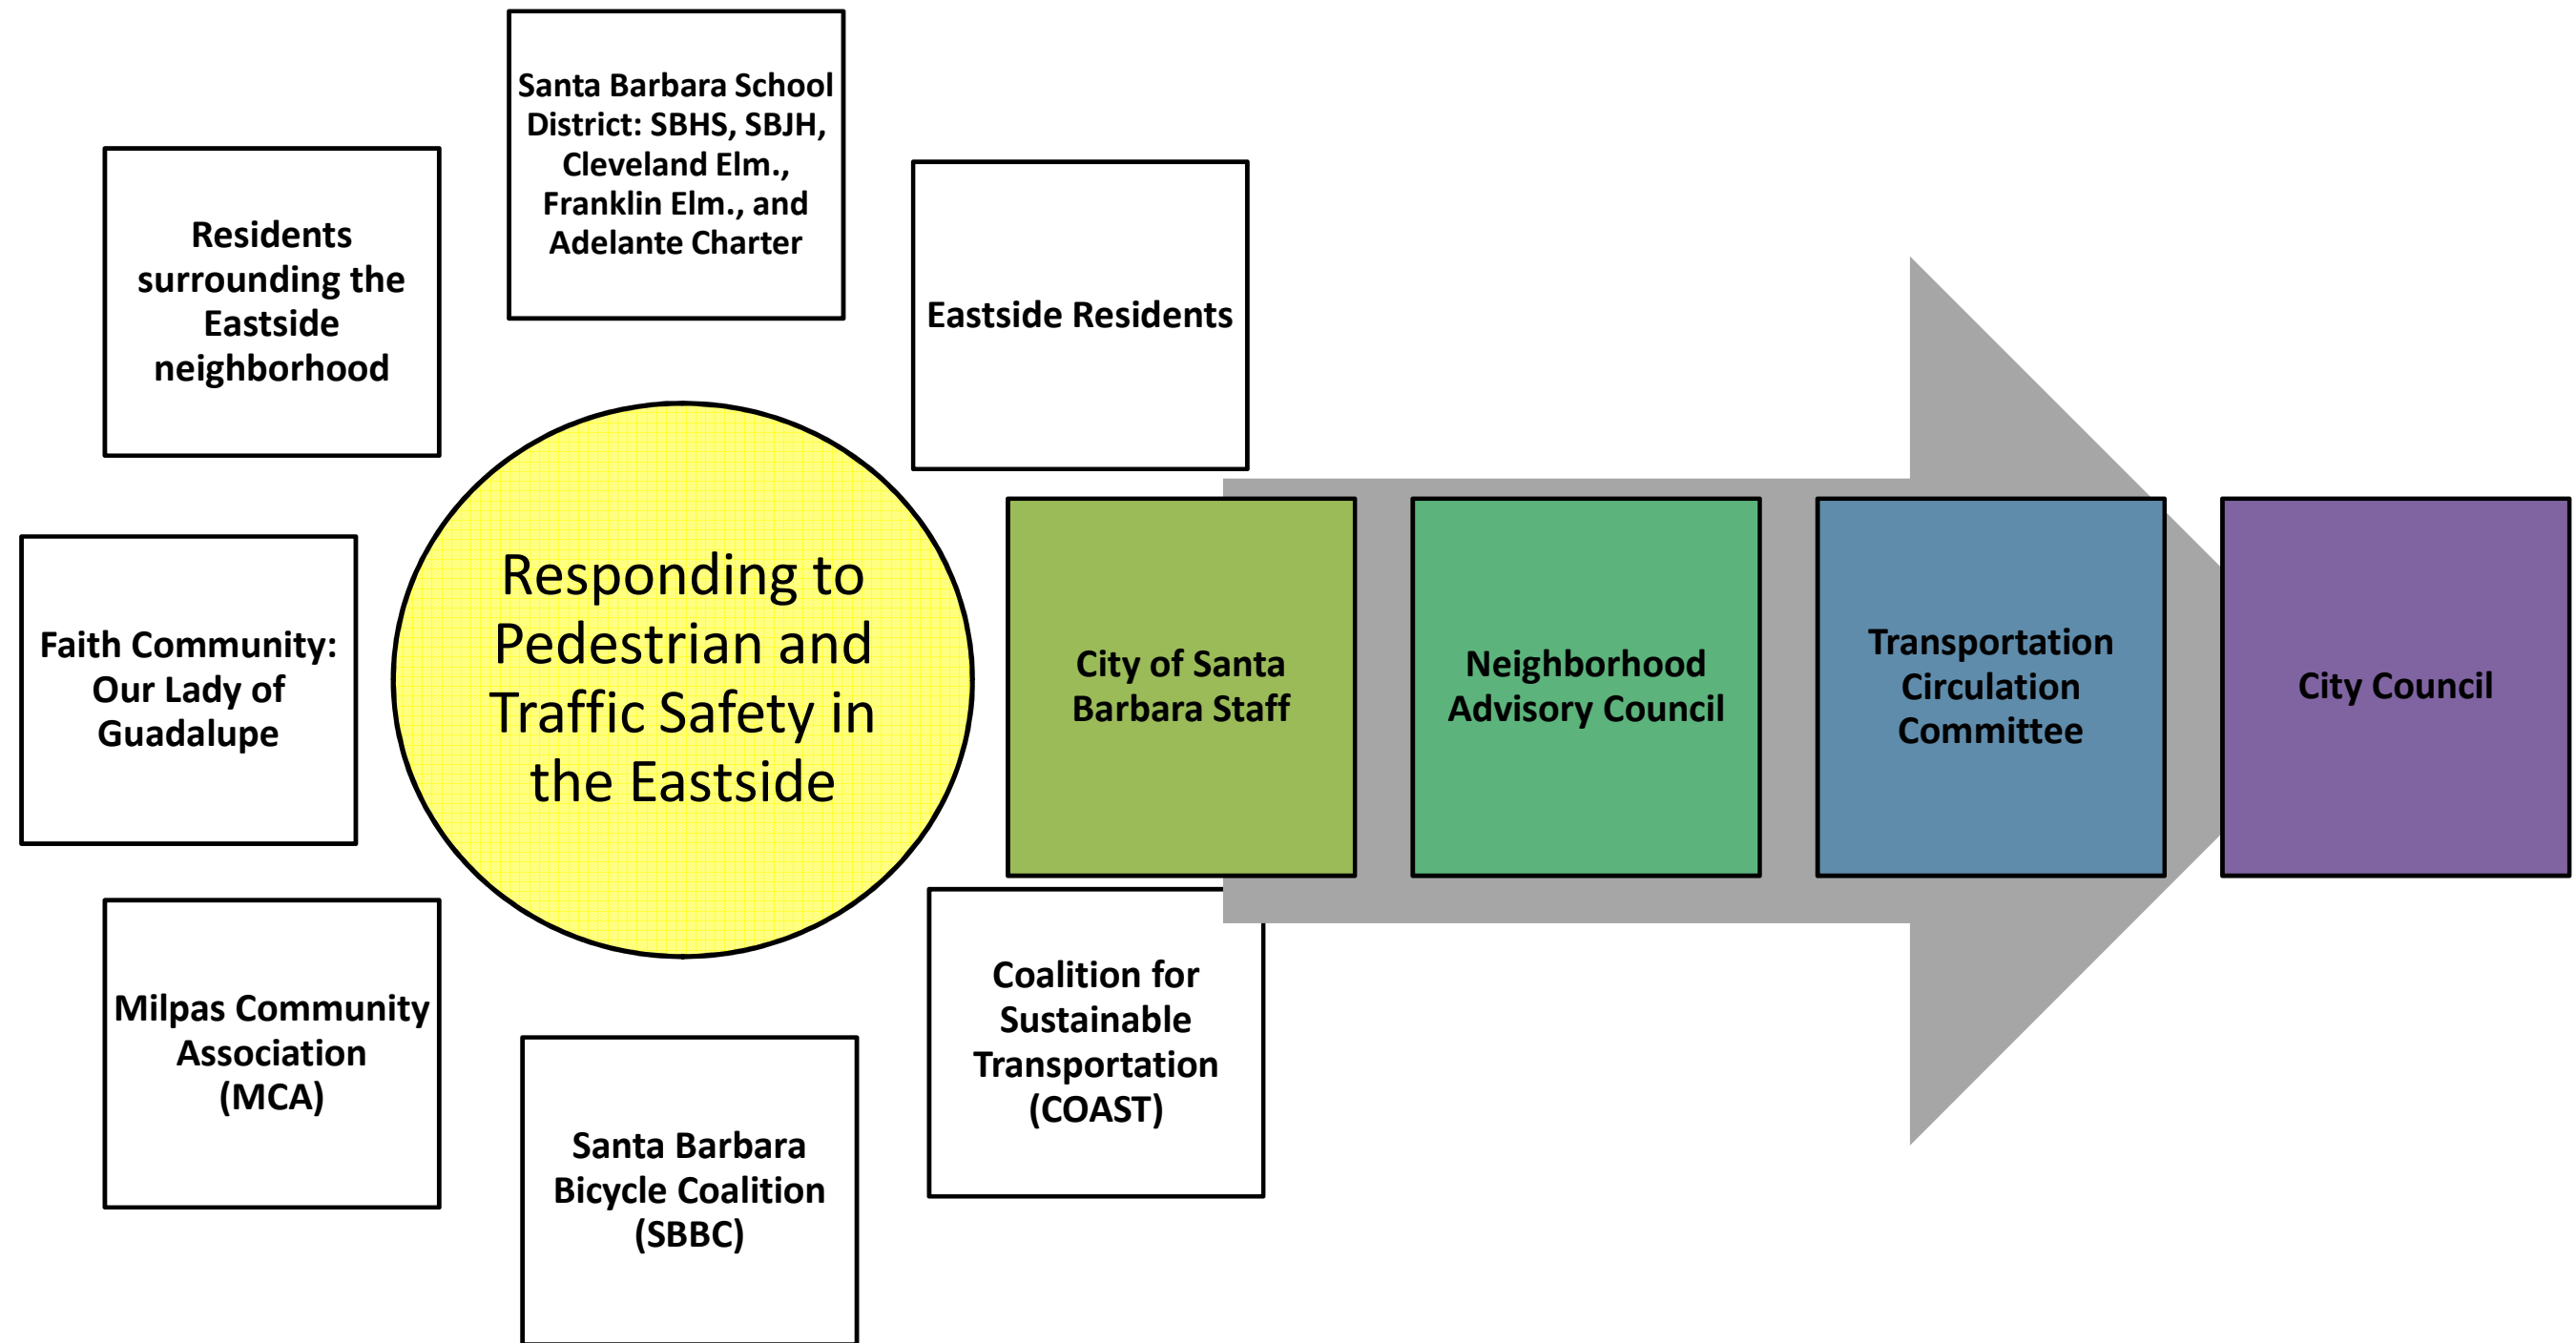 Santa Barbara School
District: SBHS, SBJH,
Cleveland Elm.,
Franklin Elm., and
Adelante Charter
Residents
surrounding the
Eastside
neighborhood
Eastside Residents
Responding to
Pedestrian and
Traffic Safety in
the Eastside
Faith Community:
Our Lady of
Guadalupe
City of Santa
Barbara Staff
Neighborhood
Advisory Council
Transportation
Circulation
Committee
City Council
Milpas Community
Association
(MCA)
Santa Barbara
Bicycle Coalition
(SBBC)
Coalition for
Sustainable
Transportation
(COAST)